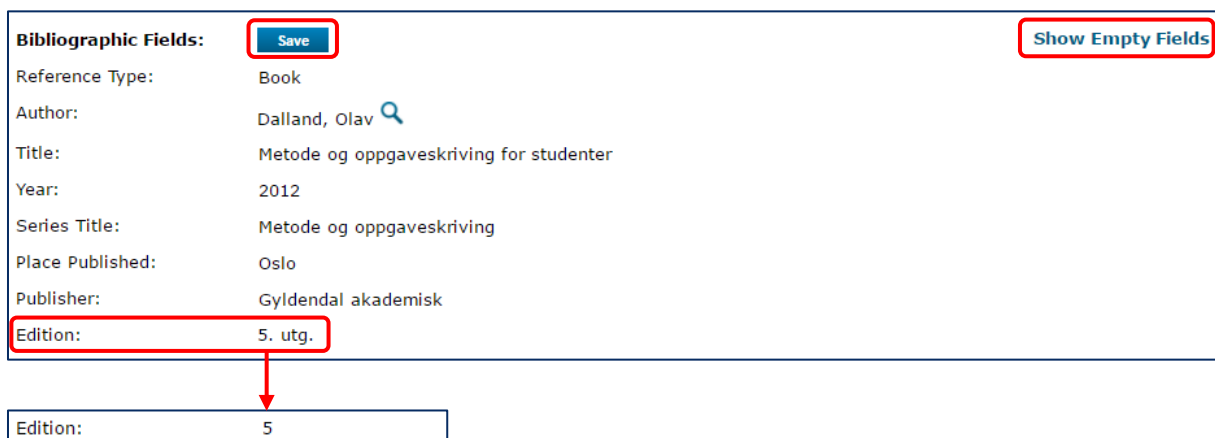 Bibliographic Fields: Save Show Empty Fields
Reference Type: Book
Author: Dalland, Olav
Title: Metode og oppgaveskriving for studenter
Year: 2012
Series Title: Metode og oppgaveskriving
Place Published: Oslo
Publisher: Gyldendal akademisk
Edition: 5. utg.
Edition: 5